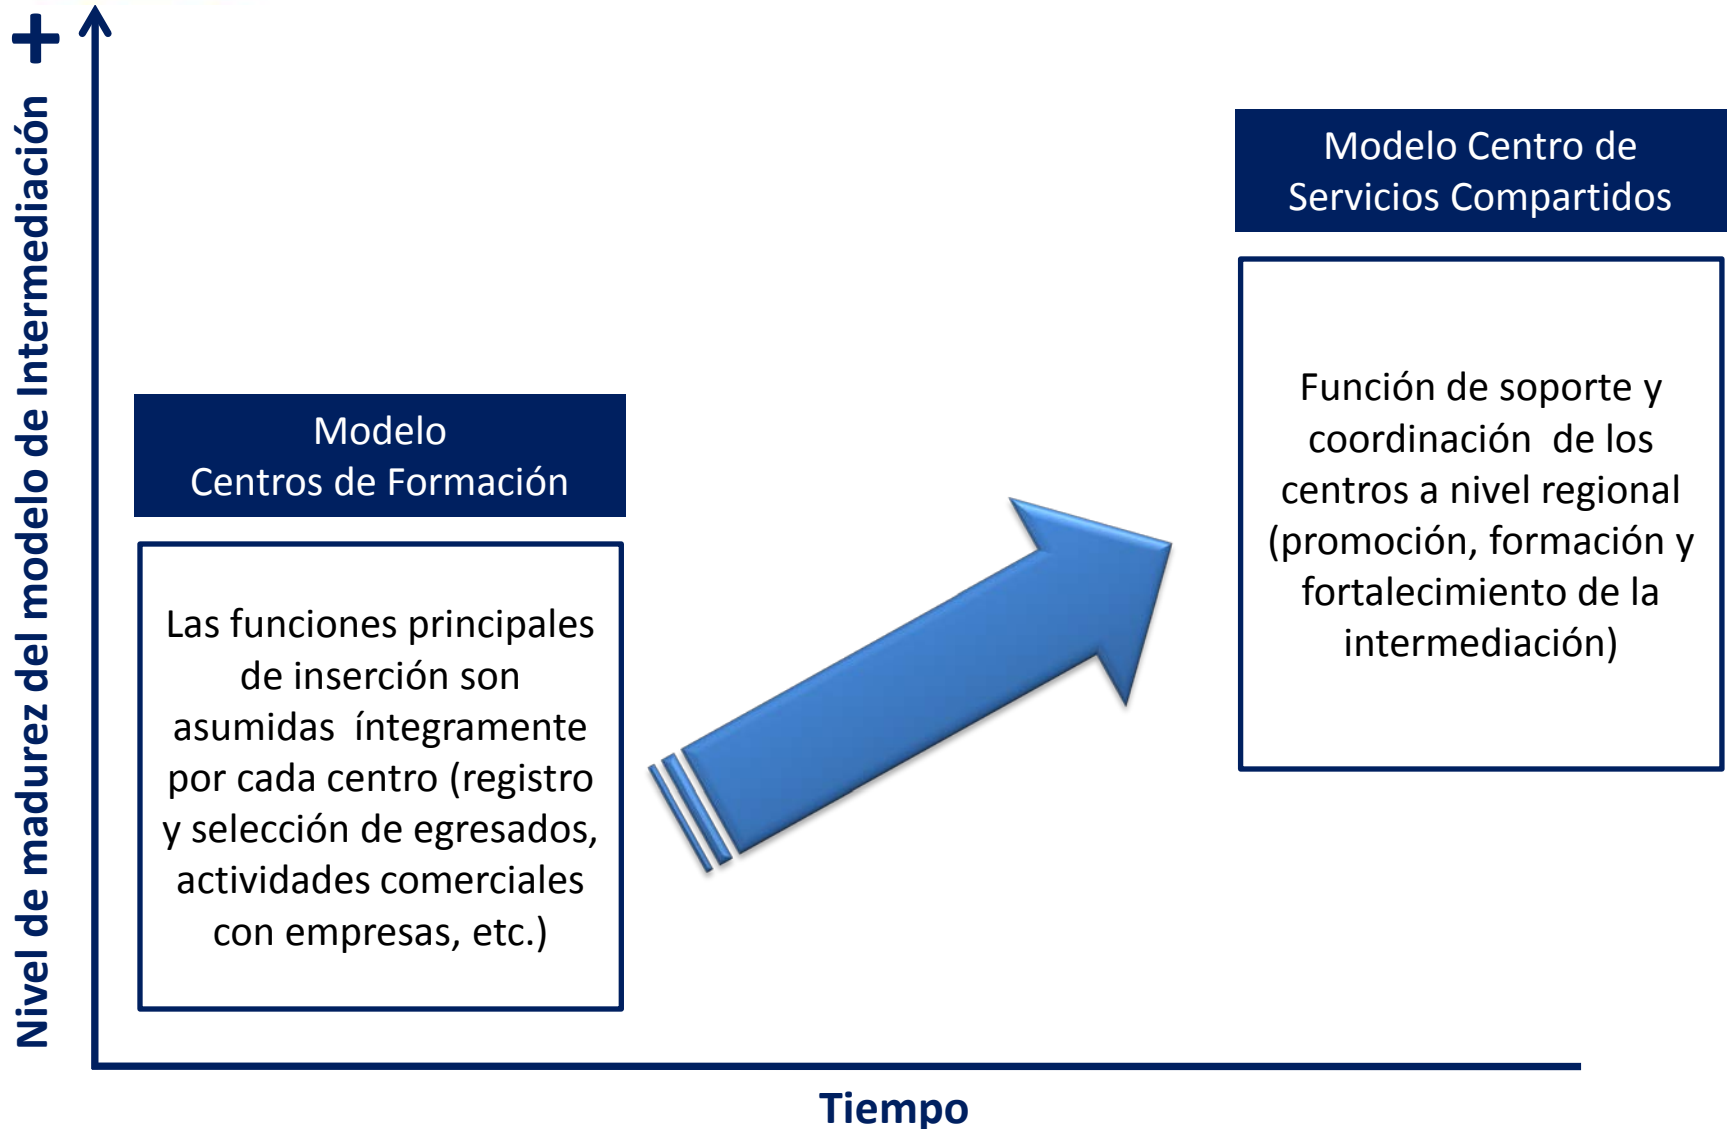 +
Nivel de madurez del modelo de Intermediación
Modelo
Centros de Formación
Las funciones principales
de inserción son
asumidas íntegramente
por cada centro (registro
y selección de egresados,
actividades comerciales
con empresas, etc.)
Modelo Centro de
Servicios Compartidos
Función de soporte y
coordinación de los
centros a nivel regional
(promoción, formación y
fortalecimiento de la
intermediación)
Tiempo